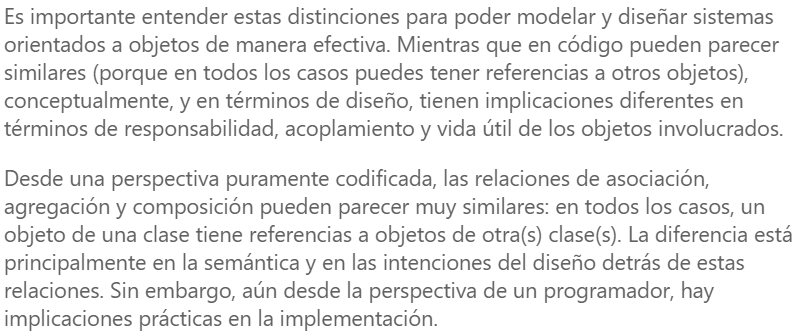 Es importante entender estas distinciones para poder modelar y diseñar sistemas
orientados a objetos de manera efectiva. Mientras que en código pueden parecer
similares (porque en todos los casos puedes tener referencias a otros objetos),
conceptualmente, y en términos de diseño, tienen implicaciones diferentes en
términos de responsabilidad, acoplamiento y vida útil de los objetos involucrados.
Desde una perspectiva puramente codificada, las relaciones de asociación,
agregación y composición pueden parecer muy similares: en todos los casos, un
objeto de una clase tiene referencias a objetos de otra(s) clase(s). La diferencia está
principalmente en la semántica y en las intenciones del diseño detrás de estas
relaciones. Sin embargo, aún desde la perspectiva de un programador, hay
implicaciones prácticas en la implementación.